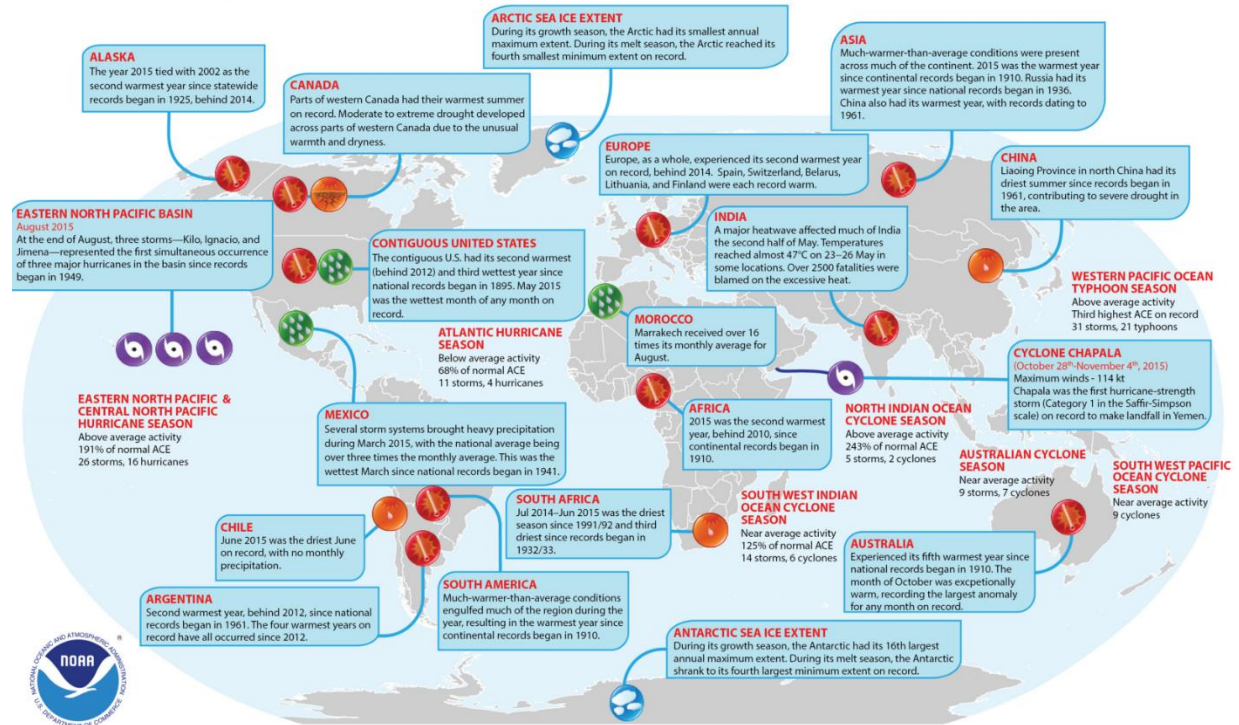 ARCTIC SEA ICE EXTENT
During its growth season, the Arctic had its smallest annual
maximum extent. During its melt season, the Arctic reached its
fourth smallest minimum extent on record.
ALASKA
The year 2015 tied with 2002 as the
second warmest year since statewide
records began in 1925, behind 2014.
CANADA
Parts of western Canada had their warmest summer
on record. Moderate to extreme drought developed
across parts of western Canada due to the unusual
warmth and dryness.
ASIA
Much-warmer-than-average conditions were present
across much of the continent. 2015 was the warmest year
since continental records began in 1910. Russia had its
warmest year since national records began in 1936.
China also had its warmest year, with records dating to
1961.
EUROPE
Europe, as a whole, experienced its second warmest year
on record, behind 2014. Spain, Switzerland, Belarus,
Lithuania, and Finland were each record warm.
CHINA
Liaoing Province in north China had its
driest summer since records began in
1961, contributing to severe drought in
the area.
EASTERN NORTH PACIFIC BASIN
August 2015
At the end of August, three storms—Kilo, Ignacio, and
Jimena—represented the first simultaneous occurrence
of three major hurricanes in the basin since records
began in 1949.
CONTIGUOUS UNITED STATES
The contiguous U.S. had its second warmest
(behind 2012) and third wettest year since
national records began in 1895. May 2015
was the wettest month of any month on
record.
INDIA
A major heatwave affected much of India
the second half of May. Temperatures
reached almost 47°C on 23−26 May in
some locations. Over 2500 fatalities were
blamed on the excessive heat.
WESTERN PACIFIC OCEAN
TYPHOON SEASON
Above average activity
Third highest ACE on record
31 storms, 21 typhoons
ATLANTIC HURRICANE
SEASON
Below average activity
68% of normal ACE
11 storms, 4 hurricanes
MOROCCO
Marrakech received over 16
times its monthly average for
August.
CYCLONE CHAPALA
(October 28th-November 4th, 2015)
Maximum winds - 114 kt
Chapala was the first hurricane-strength
storm (Category 1 in the Saffir-Simpson
scale) on record to make landfall in Yemen.
EASTERN NORTH PACIFIC &
CENTRAL NORTH PACIFIC
HURRICANE SEASON
Above average activity
191% of normal ACE
26 storms, 16 hurricanes
MEXICO
Several storm systems brought heavy precipitation
during March 2015, with the national average being
over three times the monthly average. This was the
wettest March since national records began in 1941.
AFRICA
2015 was the second warmest
year, behind 2010, since
continental records began in
1910.
NORTH INDIAN OCEAN
CYCLONE SEASON
Above average activity
243% of normal ACE
5 storms, 2 cyclones
AUSTRALIAN CYCLONE
SEASON
Near average activity
9 storms, 7 cyclones
SOUTH WEST PACIFIC
OCEAN CYCLONE
SEASON
Near average activity
9 cyclones
CHILE
June 2015 was the driest June
on record, with no monthly
precipitation.
SOUTH AFRICA
Jul 2014–Jun 2015 was the driest
season since 1991/92 and third
driest since records began in
1932/33.
SOUTH WEST INDIAN
OCEAN CYCLONE
SEASON
Near average activity
125% of normal ACE
14 storms, 6 cyclones
AUSTRALIA
Experienced its fifth warmest year since
national records began in 1910. The
month of October was excpetionally
warm, recording the largest anomaly
for any month on record.
ARGENTINA
Second warmest year, behind 2012, since national
records began in 1961. The four warmest years on
record have all occurred since 2012.
SOUTH AMERICA
Much-warmer-than-average conditions
engulfed much of the region during the
year, resulting in the warmest year since
continental records began in 1910.
ANTARCTIC SEA ICE EXTENT
During its growth season, the Antarctic had its 16th largest
annual maximum extent. During its melt season, the Antarctic
shrank to its fourth largest minimum extent on record.
NATIONAL OCEANIC AND ATMOSPHERIC ADMINISTRATION
®
NOAA
U.S. DEPARTMENT OF COMMERCE